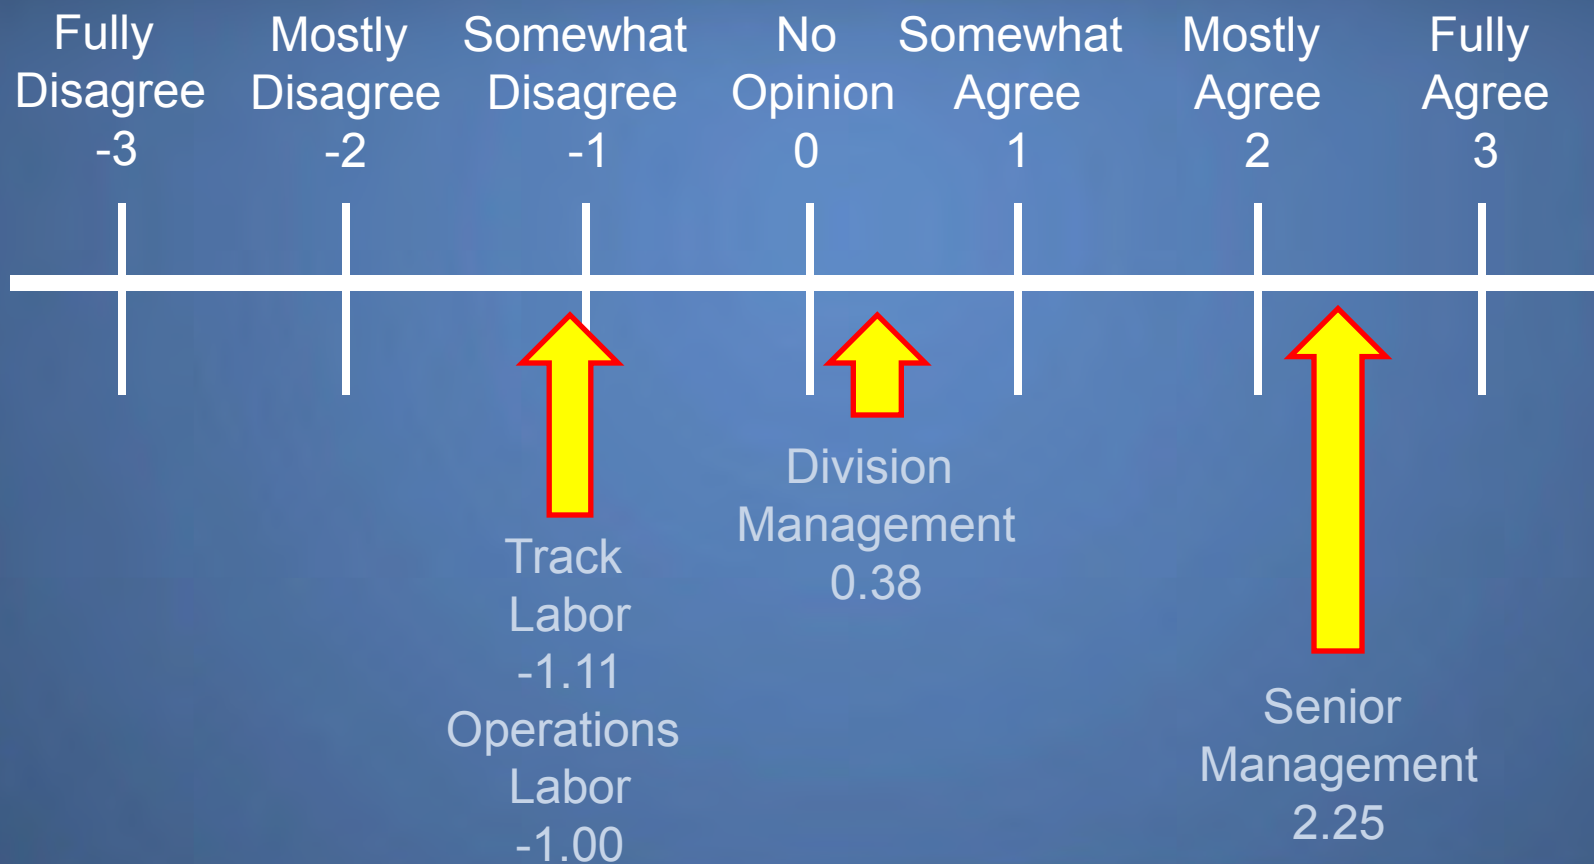 Fully
Disagree
-3
Mostly
Disagree
-2
Somewhat
Disagree
-1
No
Opinion
0
Somewhat
Agree
1
Mostly
Agree
2
Fully
Agree
3
Track
Labor
-1.11
Operations
Labor
-1.00
Division
Management
0.38
Senior
Management
2.25